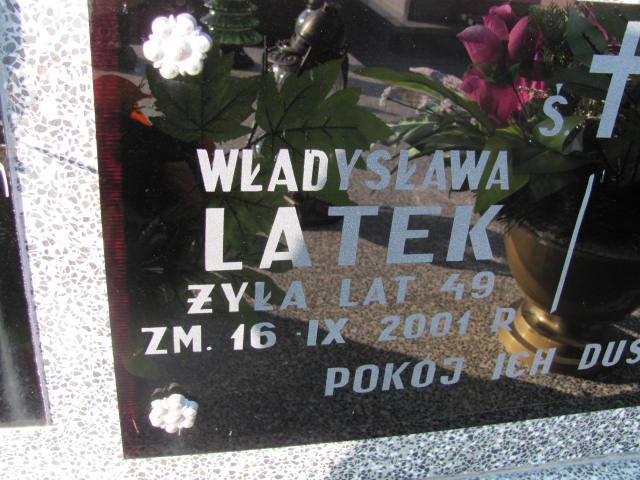 Ś.
WŁADYSŁAWA
LATEK
ŻYŁA LAT 49
ZM. 16 IX 2001 R
POKÓJ ICH DUS